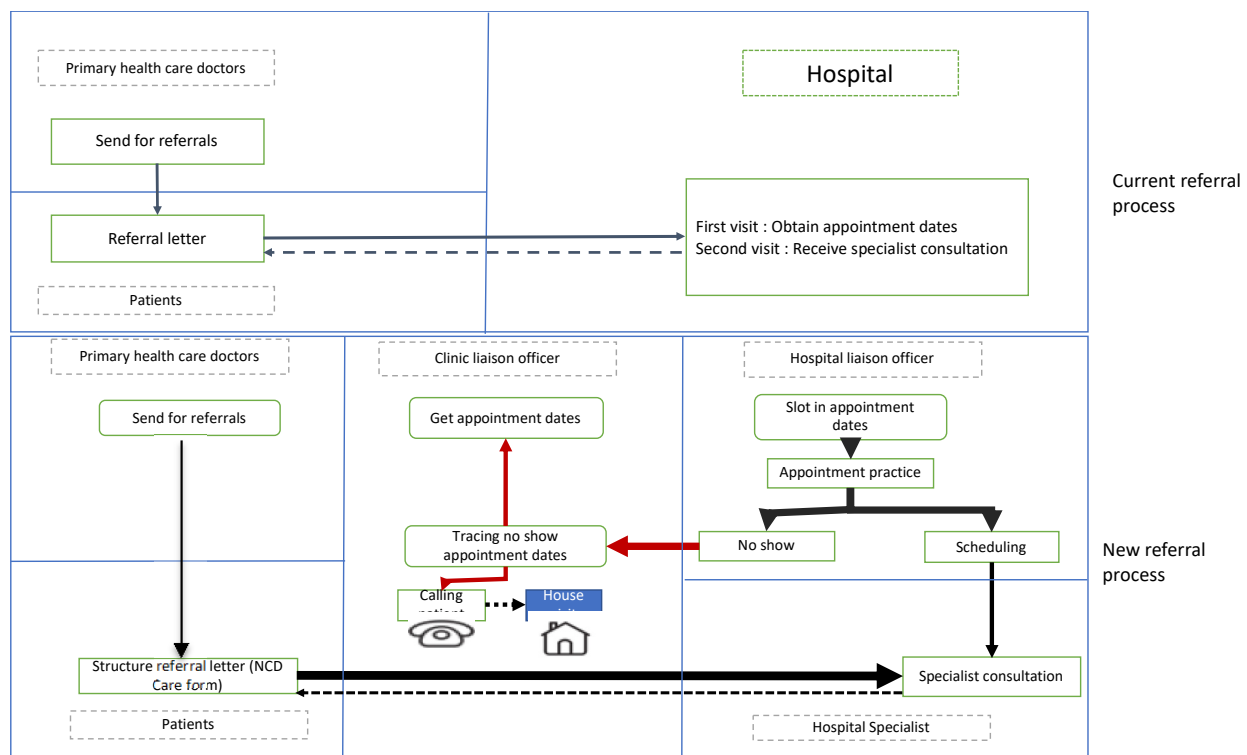 Primary health care doctors
Hospital
Send for referrals
Referral letter
First visit : Obtain appointment dates
Second visit : Receive specialist consultation
Patients
Current referral
process
Primary health care doctors
Clinic liaison officer
Hospital liaison officer
Send for referrals
Get appointment dates
Slot in appointment
dates
Appointment practice
Tracing no show
appointment dates
No show
Scheduling
New referral
process
Calling
patient
House
visit
Structure referral letter (NCD
Care form)
Specialist consultation
Patients
Hospital Specialist